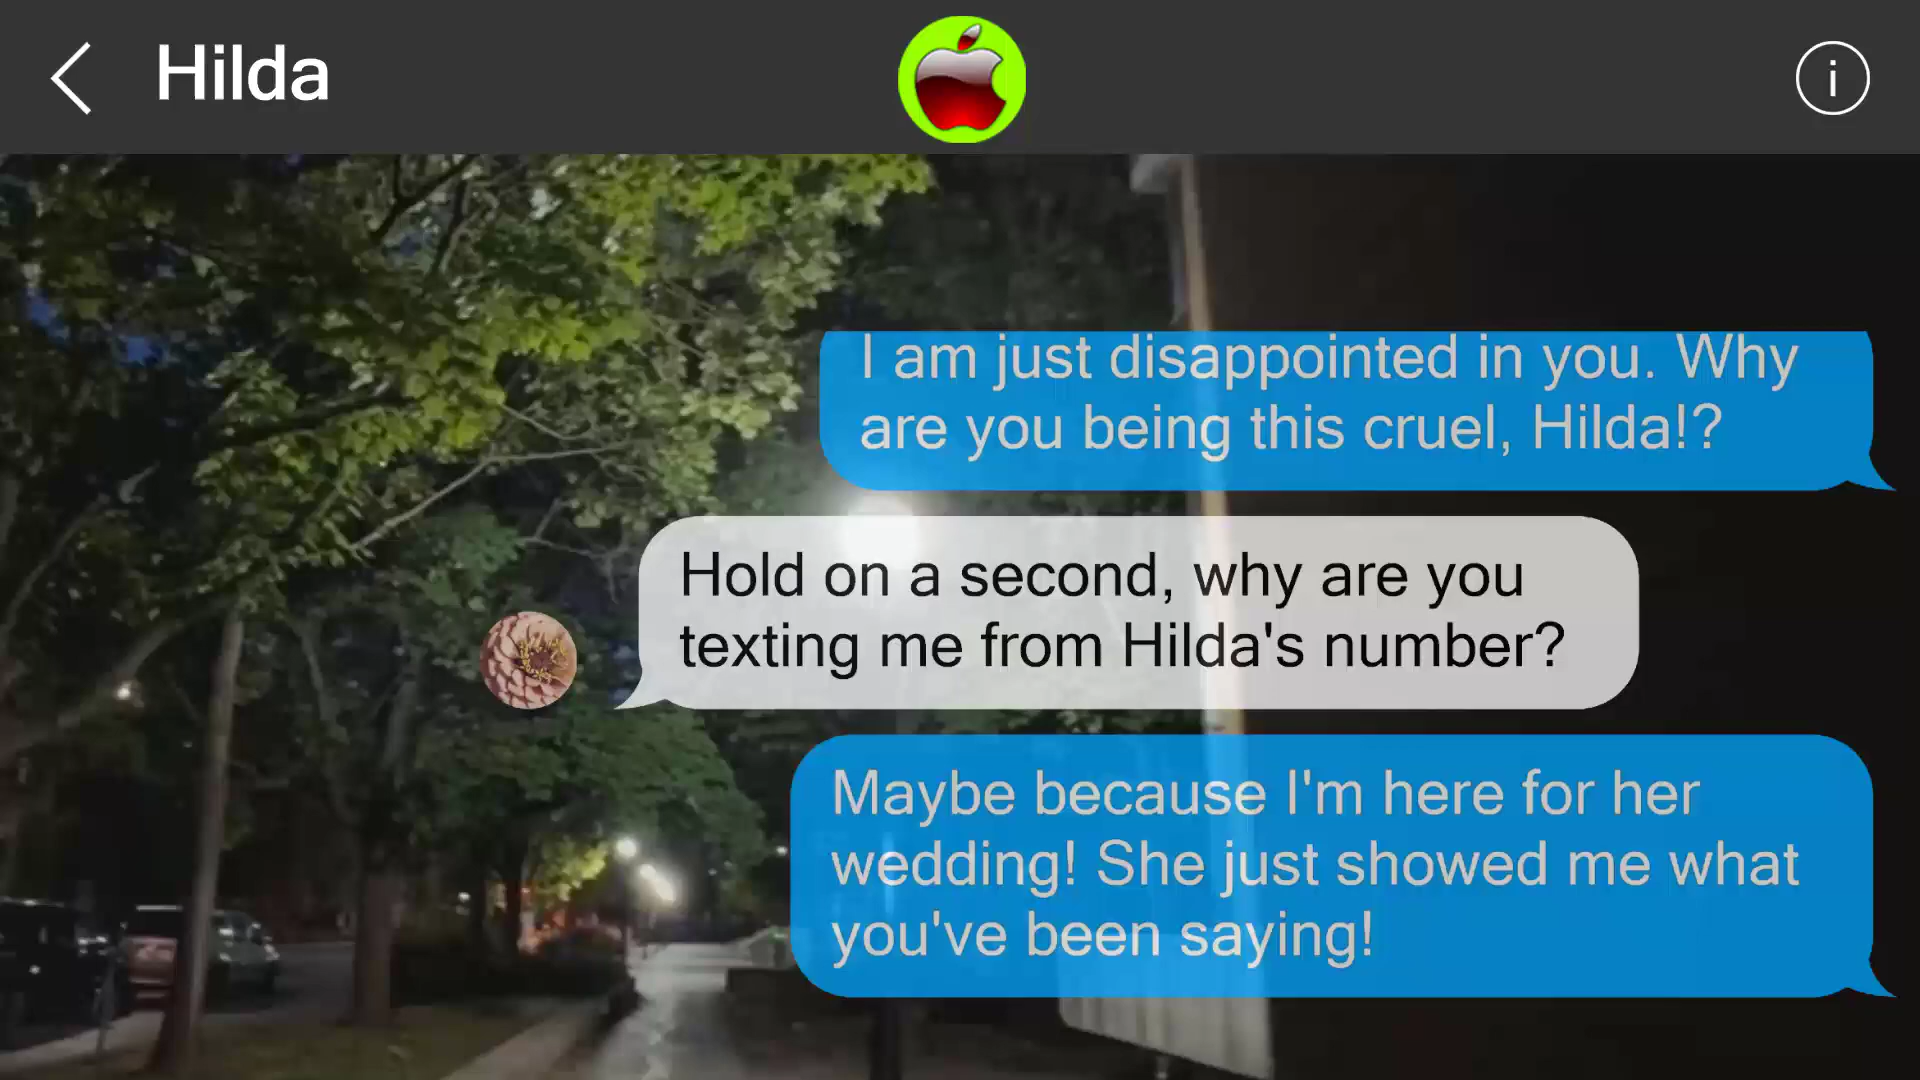 Hilda
i
I am just disappointed in you. Why
are you being this cruel, Hilda!?
Hold on a second, why are you
texting me from Hilda's number?
Maybe because I'm here for her
wedding! She just showed me what
you've been saying!